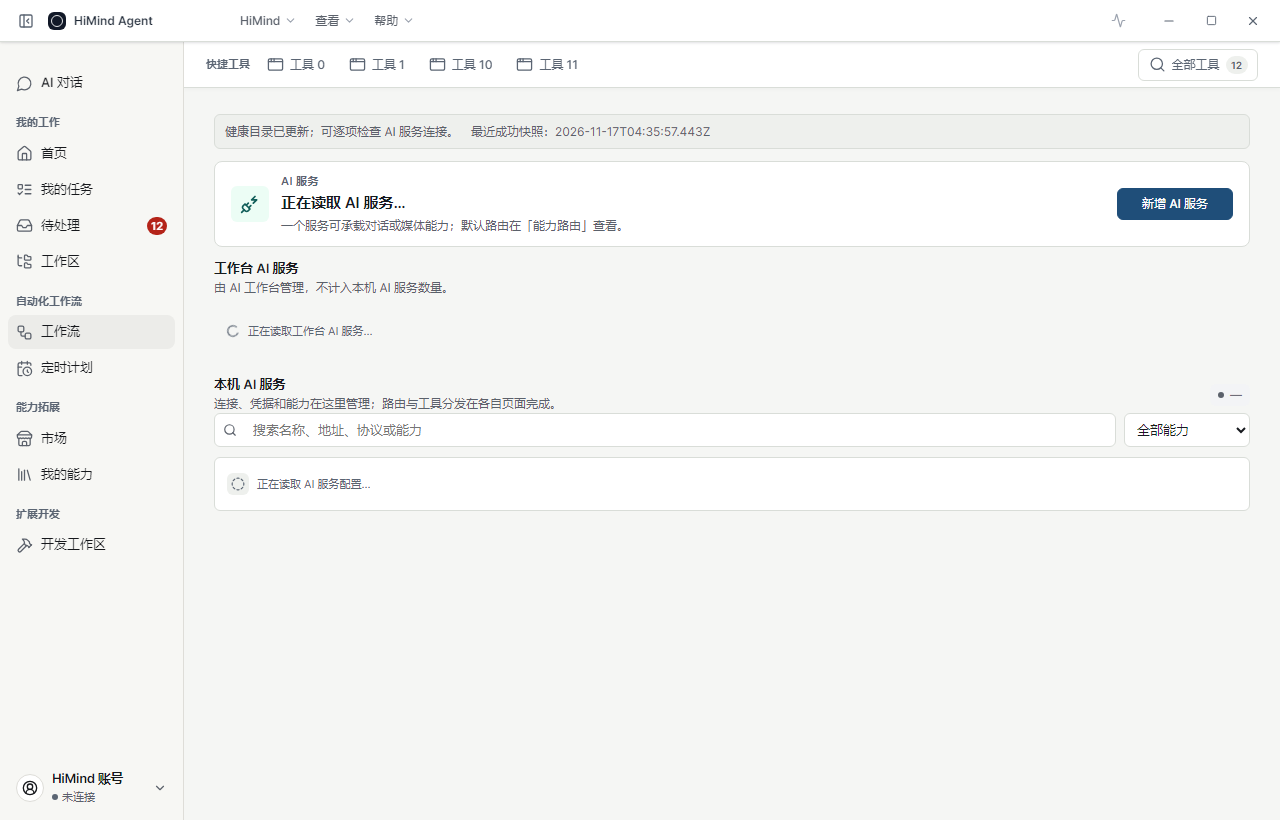 HiMind Agent
HiMind
查看
帮助
AI 对话
我的工作
首页
我的任务
待处理
12
工作区
自动化工作流
工作流
定时计划
能力拓展
市场
我的能力
扩展开发
开发工作区
HiMind 账号
未连接
快捷工具
工具 0
工具 1
工具 10
工具 11
全部工具 12
健康目录已更新；可逐项检查 AI 服务连接。 最近成功快照：2026-11-17T04:35:57.443Z
AI 服务
正在读取 AI 服务...
一个服务可承载对话或媒体能力；默认路由在「能力路由」查看。
新增 AI 服务
工作台 AI 服务
由 AI 工作台管理，不计入本机 AI 服务数量。
正在读取工作台 AI 服务...
本机 AI 服务
连接、凭据和能力在这里管理；路由与工具分发在各自页面完成。
—
搜索名称、地址、协议或能力
全部能力
正在读取 AI 服务配置...